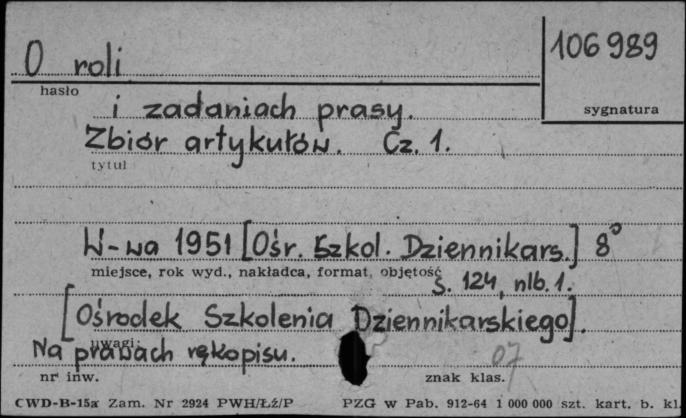 O roli
106989
hasło
sygnatura
i zadaniach prasy.
Zbiór artykułów. Cz. 1.
tytuł
W-wa 1951 [Ośr. Szkol. Dziennikars.] 8°
miejsce, rok wyd., nakładca, format, objętość
S. 124, nlb. 1.
[Ośrodek Szkolenia Dziennikarskiego].
uwagi:
Na prawach rękopisu.
07
nr inw.
znak klas.
CWD-B-15a Zam. Nr 2924 PWH/Łź/P PZG w Pab. 912-64 1 000 000 szt. kart. b. kl.